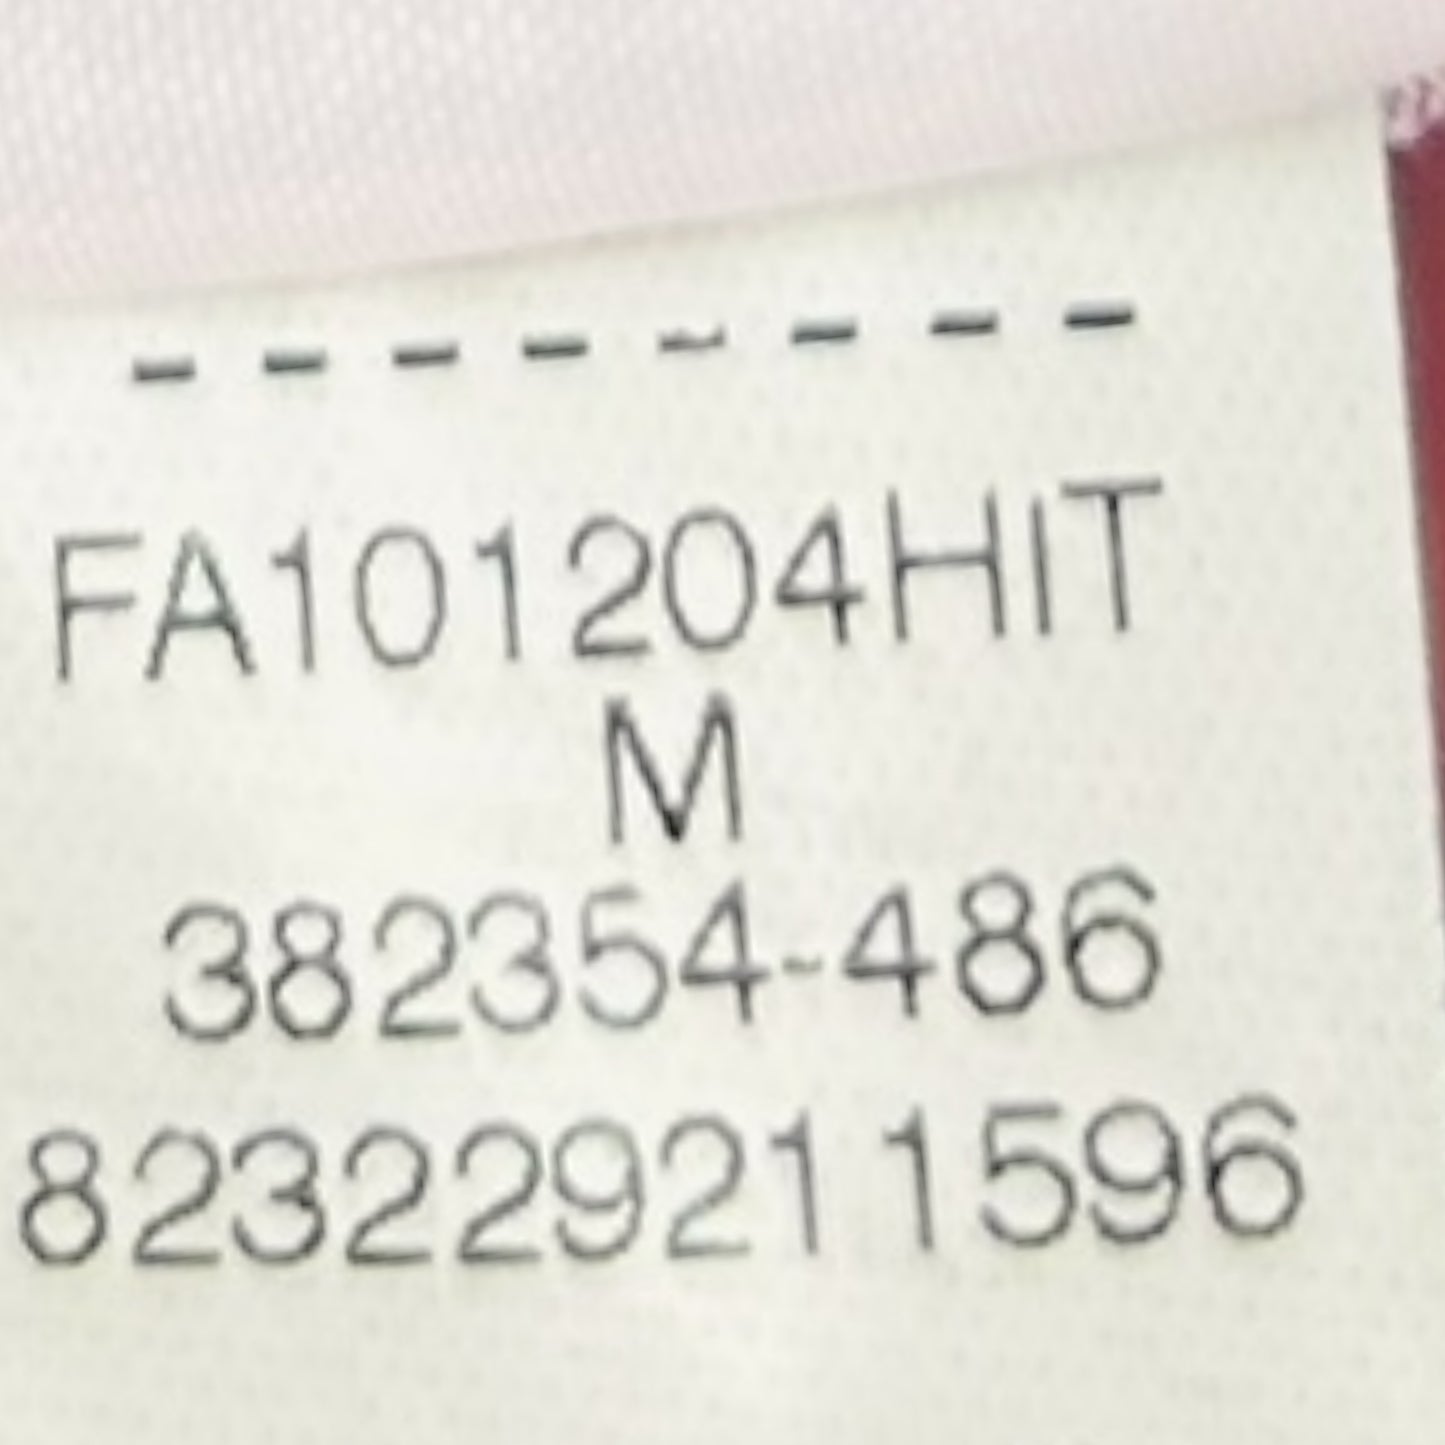 --------
FA101204HIT
M
382354-486
823229211596